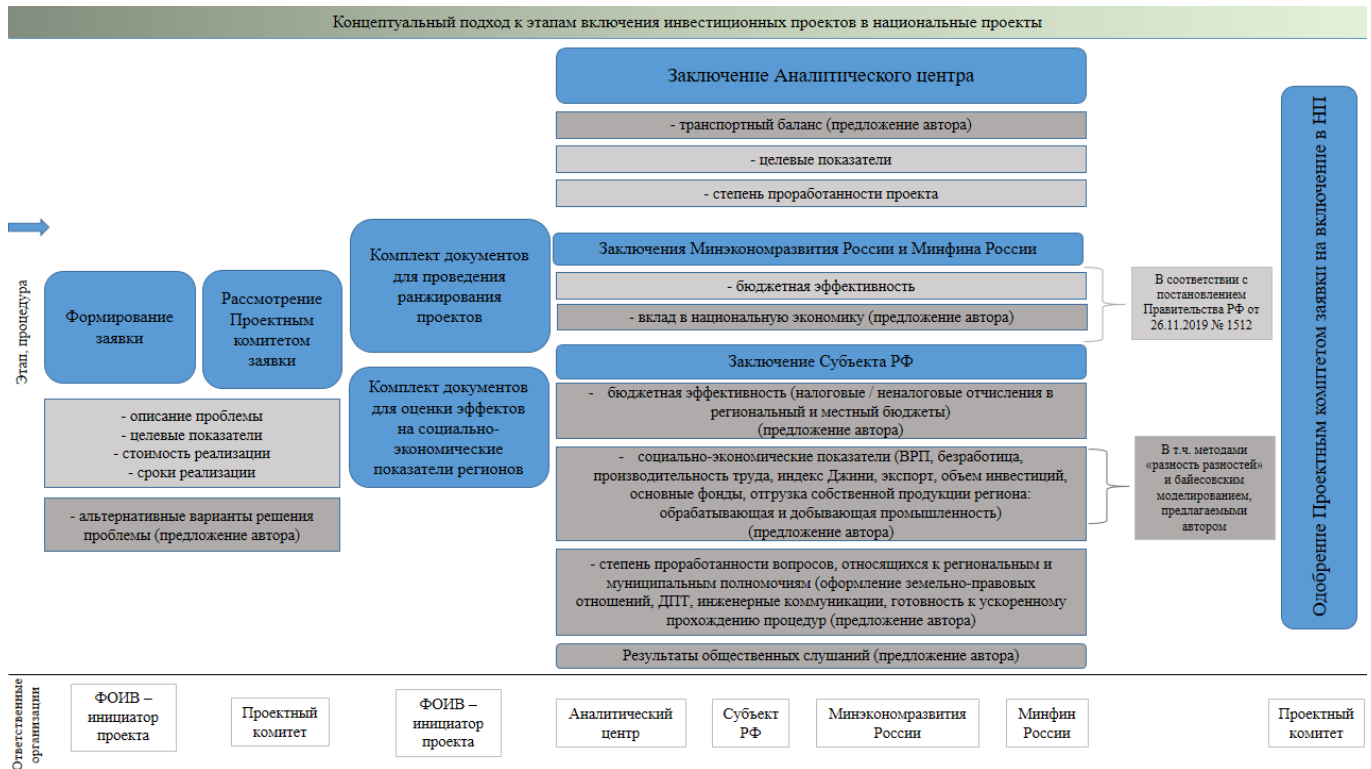 Концептуальный подход к этапам включения инвестиционных проектов в национальные проекты
Этап, процедура
Формирование
заявки
- описание проблемы
- целевые показатели
- стоимость реализации
- сроки реализации
- альтернативные варианты решения
проблемы (предложение автора)
Рассмотрение
Проектным
комитетом
заявки
Комплект документов
для проведения
ранжирования
проектов
Комплект документов
для оценки эффектов
на социально-
экономические
показатели регионов
Заключение Аналитического центра
- транспортный баланс (предложение автора)
- целевые показатели
- степень проработанности проекта
Заключения Минэкономразвития России и Минфина России
- бюджетная эффективность
- вклад в национальную экономику (предложение автора)
В соответствии с
постановлением
Правительства РФ от
26.11.2019 № 1512
Заключение Субъекта РФ
- бюджетная эффективность (налоговые / неналоговые отчисления в
региональный и местный бюджеты)
(предложение автора)
- социально-экономические показатели (ВРП, безработица,
производительность труда, индекс Джини, экспорт, объем инвестиций,
основные фонды, отгрузка собственной продукции региона:
обрабатывающая и добывающая промышленность)
(предложение автора)
В т.ч. методами
«разность разностей»
и байесовским
моделированием,
предлагаемыми
автором
- степень проработанности вопросов, относящихся к региональным и
муниципальным полномочиям (оформление земельно-правовых
отношений, ДПТ, инженерные коммуникации, готовность к ускоренному
прохождению процедур (предложение автора)
Результаты общественных слушаний (предложение автора)
Одобрение Проектным комитетом заявки на включение в НП
Ответственные
организации
ФОИВ –
инициатор
проекта
Проектный
комитет
ФОИВ –
инициатор
проекта
Аналитический
центр
Субъект
РФ
Минэкономразвития
России
Минфин
России
Проектный
комитет